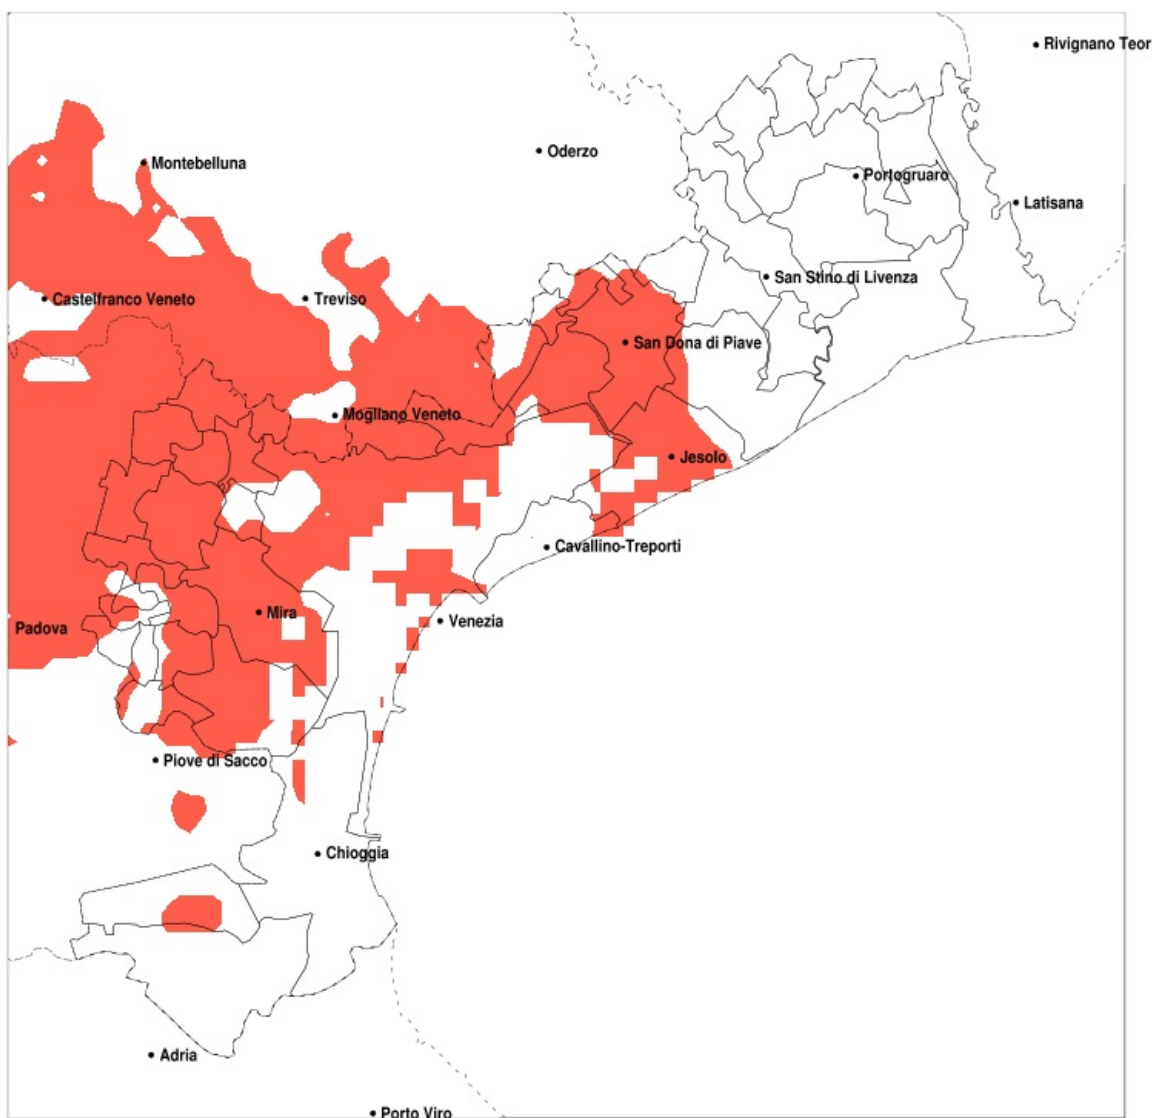 Rivignano Teor
Oderzo
Montebelluna
Portogruaro
Latisana
San Stino di Livenza
Castelfranco Veneto
Treviso
San Dona di Piave
Mogliano Veneto
Jesolo
Cavallino-Treporti
Mira
Venezia
Padova
Piove di Sacco
Chioggia
Adria
Porto Viro